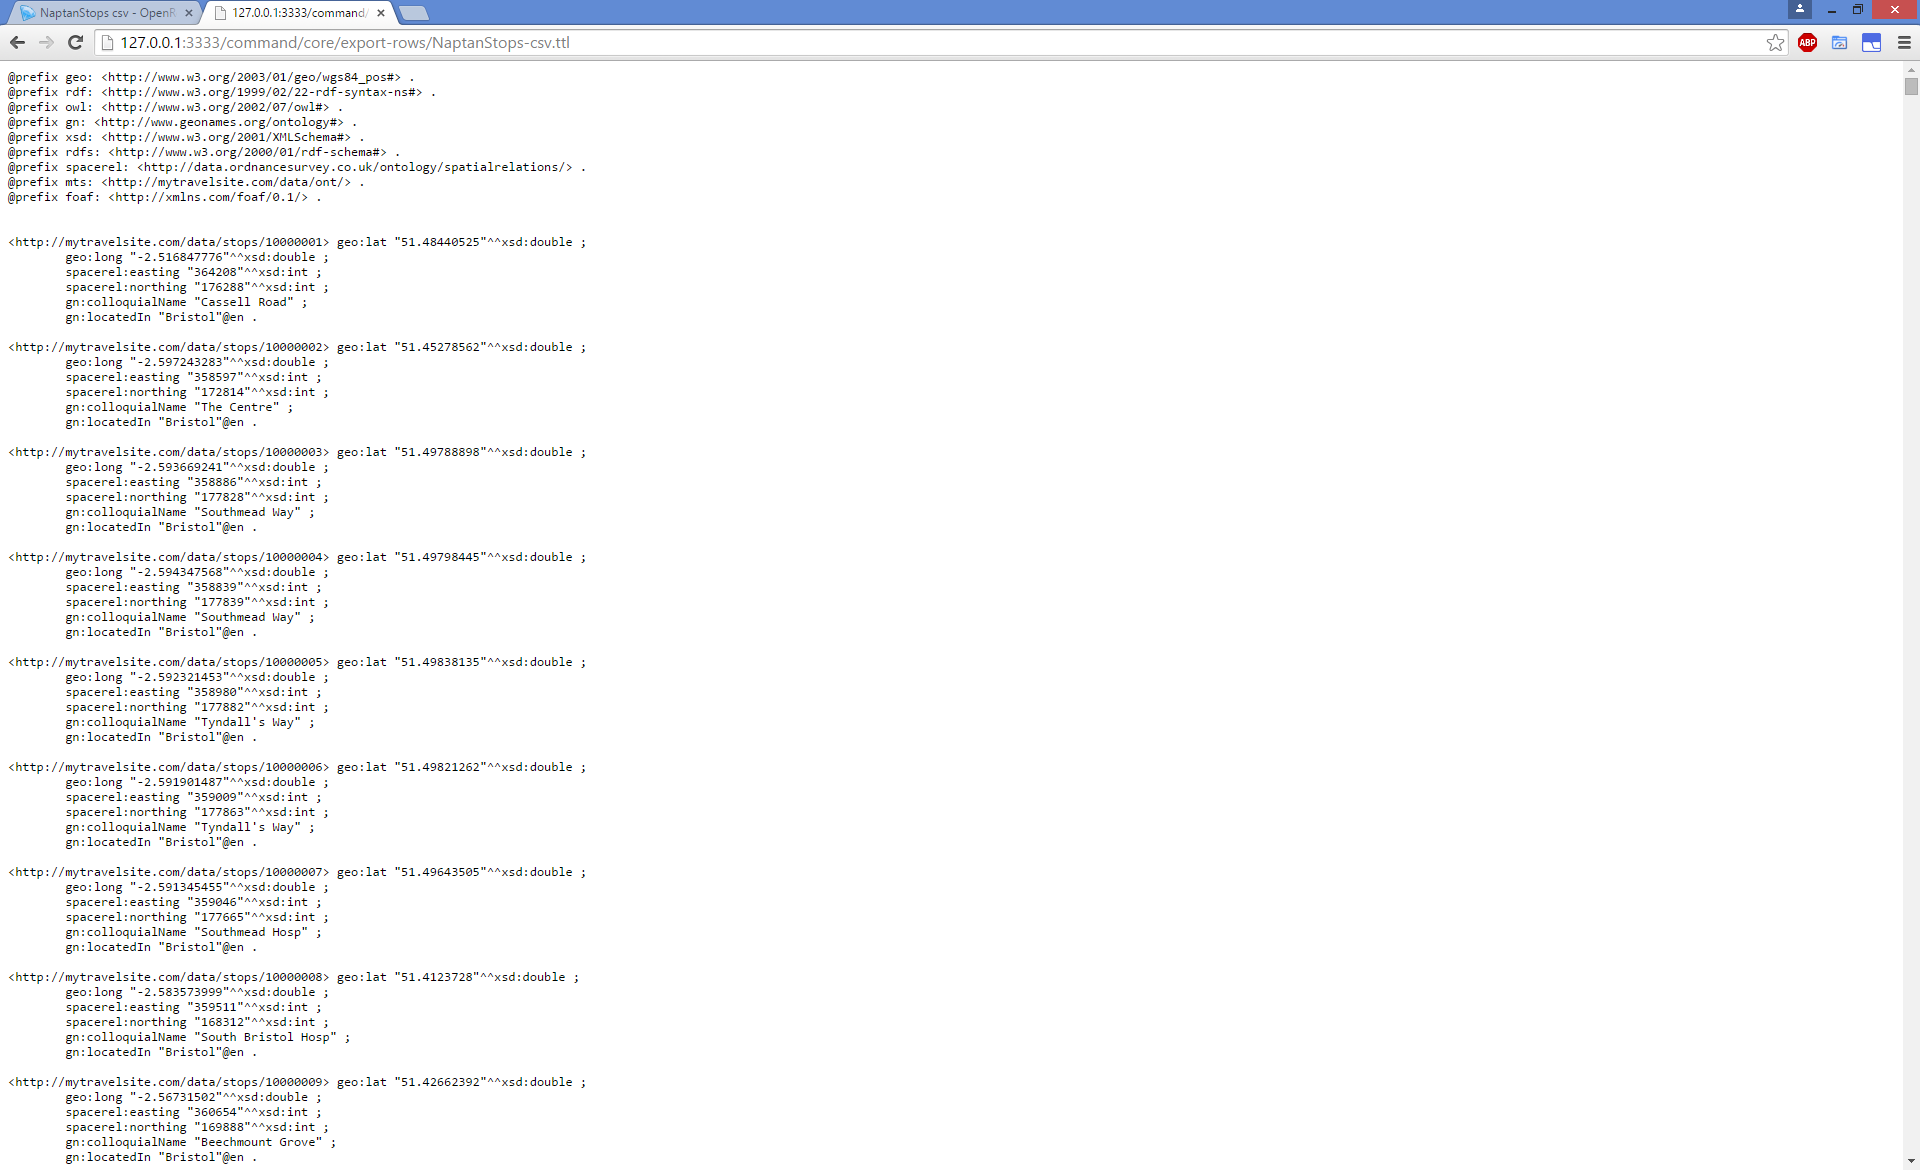 NaptanStops csv - OpenR
127.0.0.1:3333/command/
127.0.0.1:3333/command/core/export-rows/NaptanStops-csv.ttl
ABP
@prefix geo: <http://www.w3.org/2003/01/geo/wgs84_pos#> .
@prefix rdf: <http://www.w3.org/1999/02/22-rdf-syntax-ns#> .
@prefix owl: <http://www.w3.org/2002/07/owl#> .
@prefix gn: <http://www.geonames.org/ontology#> .
@prefix xsd: <http://www.w3.org/2001/XMLSchema#> .
@prefix rdfs: <http://www.w3.org/2000/01/rdf-schema#> .
@prefix spacerel: <http://data.ordnancesurvey.co.uk/ontology/spatialrelations/> .
@prefix mts: <http://mytravelsite.com/data/ont/> .
@prefix foaf: <http://xmlns.com/foaf/0.1/> .
<http://mytravelsite.com/data/stops/10000001> geo:lat "51.48440525"^^xsd:double ;
geo:long "-2.516847776"^^xsd:double ;
spacerel:easting "364208"^^xsd:int ;
spacerel:northing "176288"^^xsd:int ;
gn:colloquialName "Cassell Road" ;
gn:locatedIn "Bristol"@en .
<http://mytravelsite.com/data/stops/10000002> geo:lat "51.45278562"^^xsd:double ;
geo:long "-2.597243283"^^xsd:double ;
spacerel:easting "358597"^^xsd:int ;
spacerel:northing "172814"^^xsd:int ;
gn:colloquialName "The Centre" ;
gn:locatedIn "Bristol"@en .
<http://mytravelsite.com/data/stops/10000003> geo:lat "51.49788898"^^xsd:double ;
geo:long "-2.593669241"^^xsd:double ;
spacerel:easting "358886"^^xsd:int ;
spacerel:northing "177828"^^xsd:int ;
gn:colloquialName "Southmead Way" ;
gn:locatedIn "Bristol"@en .
<http://mytravelsite.com/data/stops/10000004> geo:lat "51.49798445"^^xsd:double ;
geo:long "-2.594347568"^^xsd:double ;
spacerel:easting "358839"^^xsd:int ;
spacerel:northing "177839"^^xsd:int ;
gn:colloquialName "Southmead Way" ;
gn:locatedIn "Bristol"@en .
<http://mytravelsite.com/data/stops/10000005> geo:lat "51.49838135"^^xsd:double ;
geo:long "-2.592321453"^^xsd:double ;
spacerel:easting "358980"^^xsd:int ;
spacerel:northing "177882"^^xsd:int ;
gn:colloquialName "Tyndall's Way" ;
gn:locatedIn "Bristol"@en .
<http://mytravelsite.com/data/stops/10000006> geo:lat "51.49821262"^^xsd:double ;
geo:long "-2.591901487"^^xsd:double ;
spacerel:easting "359009"^^xsd:int ;
spacerel:northing "177863"^^xsd:int ;
gn:colloquialName "Tyndall's Way" ;
gn:locatedIn "Bristol"@en .
<http://mytravelsite.com/data/stops/10000007> geo:lat "51.49643505"^^xsd:double ;
geo:long "-2.591345455"^^xsd:double ;
spacerel:easting "359046"^^xsd:int ;
spacerel:northing "177665"^^xsd:int ;
gn:colloquialName "Southmead Hosp" ;
gn:locatedIn "Bristol"@en .
<http://mytravelsite.com/data/stops/10000008> geo:lat "51.4123728"^^xsd:double ;
geo:long "-2.583573999"^^xsd:double ;
spacerel:easting "359511"^^xsd:int ;
spacerel:northing "168312"^^xsd:int ;
gn:colloquialName "South Bristol Hosp" ;
gn:locatedIn "Bristol"@en .
<http://mytravelsite.com/data/stops/10000009> geo:lat "51.42662392"^^xsd:double ;
geo:long "-2.56731502"^^xsd:double ;
spacerel:easting "360654"^^xsd:int ;
spacerel:northing "169888"^^xsd:int ;
gn:colloquialName "Beechmount Grove" ;
gn:locatedIn "Bristol"@en .